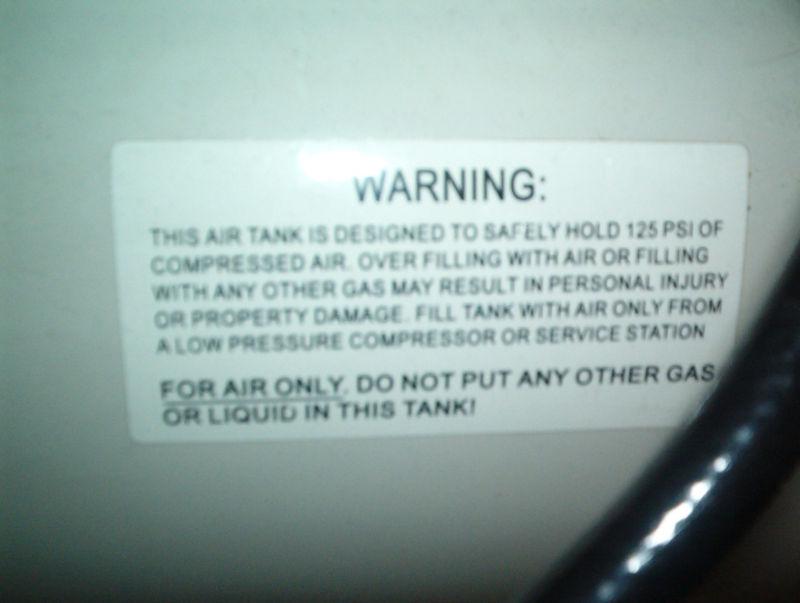 WARNING:
THIS AIR TANK IS DESIGNED TO SAFELY HOLD 125 PSI OF
COMPRESSED AIR. OVER FILLING WITH AIR OR FILLING
WITH ANY OTHER GAS MAY RESULT IN PERSONAL INJURY
OR PROPERTY DAMAGE. FILL TANK WITH AIR ONLY FROM
A LOW PRESSURE COMPRESSOR OR SERVICE STATION
FOR AIR ONLY. DO NOT PUT ANY OTHER GAS
OR LIQUID IN THIS TANK!